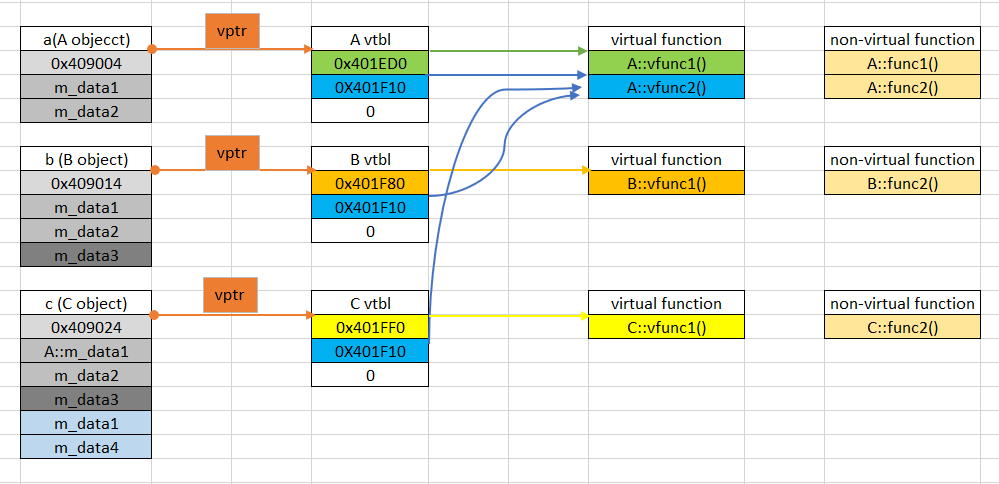 vptr
a(A objecct)
A vtbl
virtual function
non-virtual function
0x409004
0x401ED0
A::vfunc1()
A::func1()
m_data1
0X401F10
A::vfunc2()
A::func2()
m_data2
0
vptr
b (B object)
B vtbl
virtual function
non-virtual function
0x409014
0x401F80
B::vfunc1()
B::func2()
m_data1
0X401F10
m_data2
0
m_data3
vptr
c (C object)
C vtbl
virtual function
non-virtual function
0x409024
0x401FF0
C::vfunc1()
C::func2()
A::m_data1
0X401F10
m_data2
0
m_data3
m_data1
m_data4